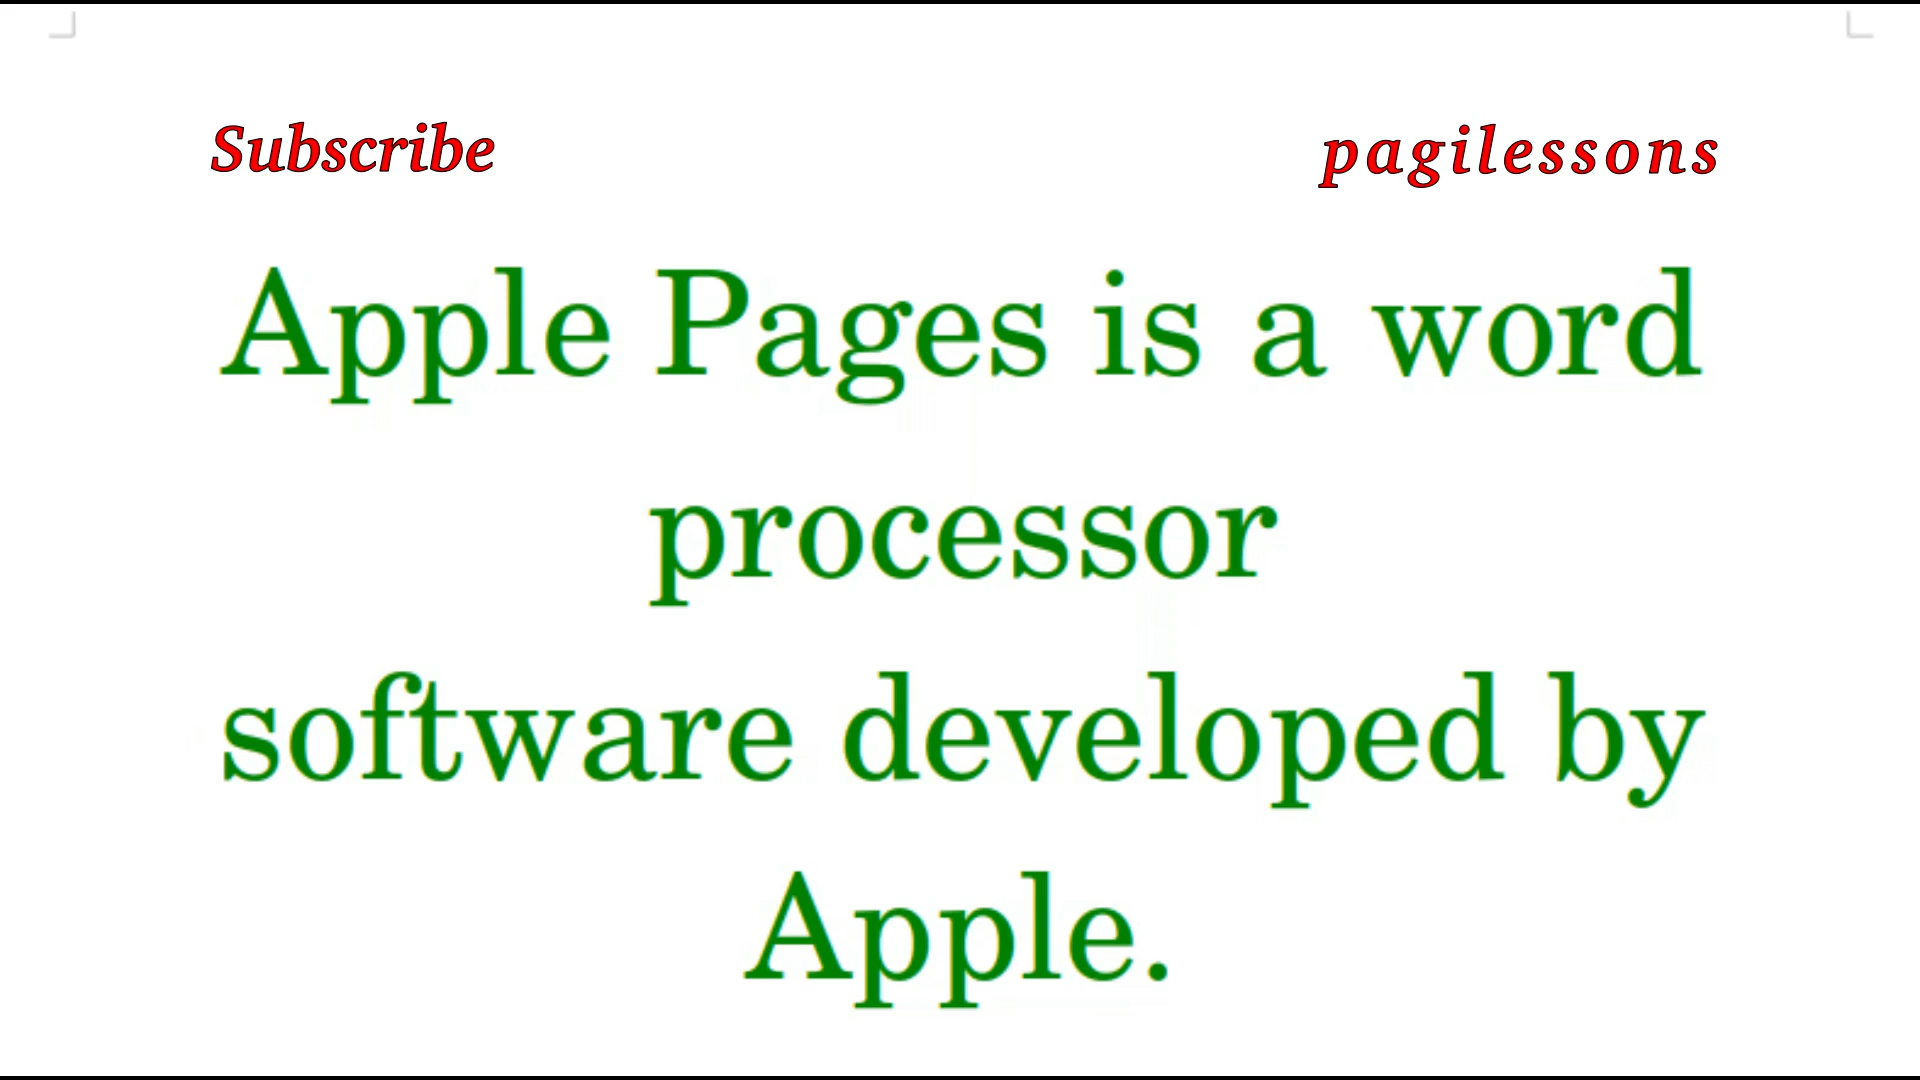 Subscribe pagilessons
Apple Pages is a word
processor
software developed by
Apple.